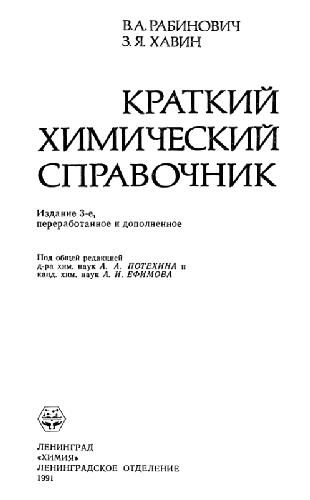 В.А. РАБИНОВИЧ
З.Я. ХАВИН
КРАТКИЙ
ХИМИЧЕСКИЙ
СПРАВОЧНИК
Издание 3-е,
переработанное и дополненное
Под общей редакцией
д-ра хим. наук А. А. ПОТЕХИНА и
канд. хим. наук А. И. ЕФИМОВА
ЛЕНИНГРАД
«ХИМИЯ»
ЛЕНИНГРАДСКОЕ ОТДЕЛЕНИЕ
1991